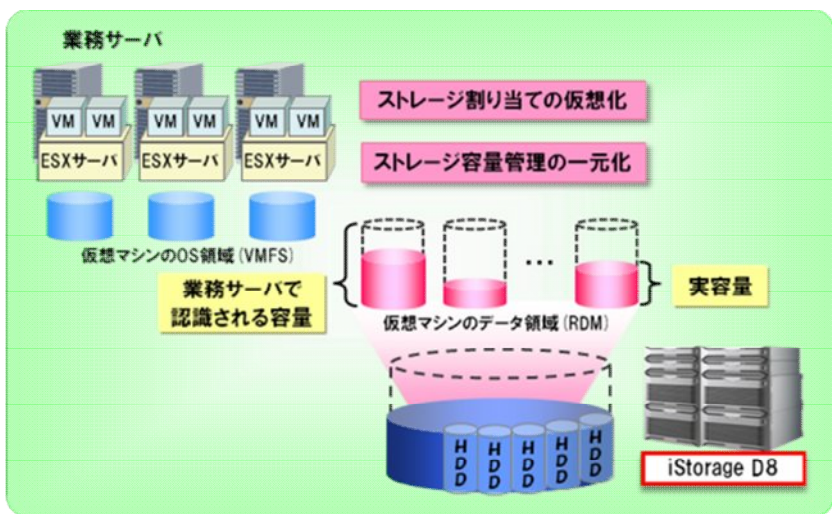 業務サーバ
VM VM VM VM VM VM
ESXサーバ ESXサーバ ESXサーバ
ストレージ割り当ての仮想化
ストレージ容量管理の一元化
仮想マシンのOS領域(VMFS)
業務サーバで
認識される容量
…
実容量
仮想マシンのデータ領域(RDM)
HDD HDD HDD HDD HDD
iStorage D8